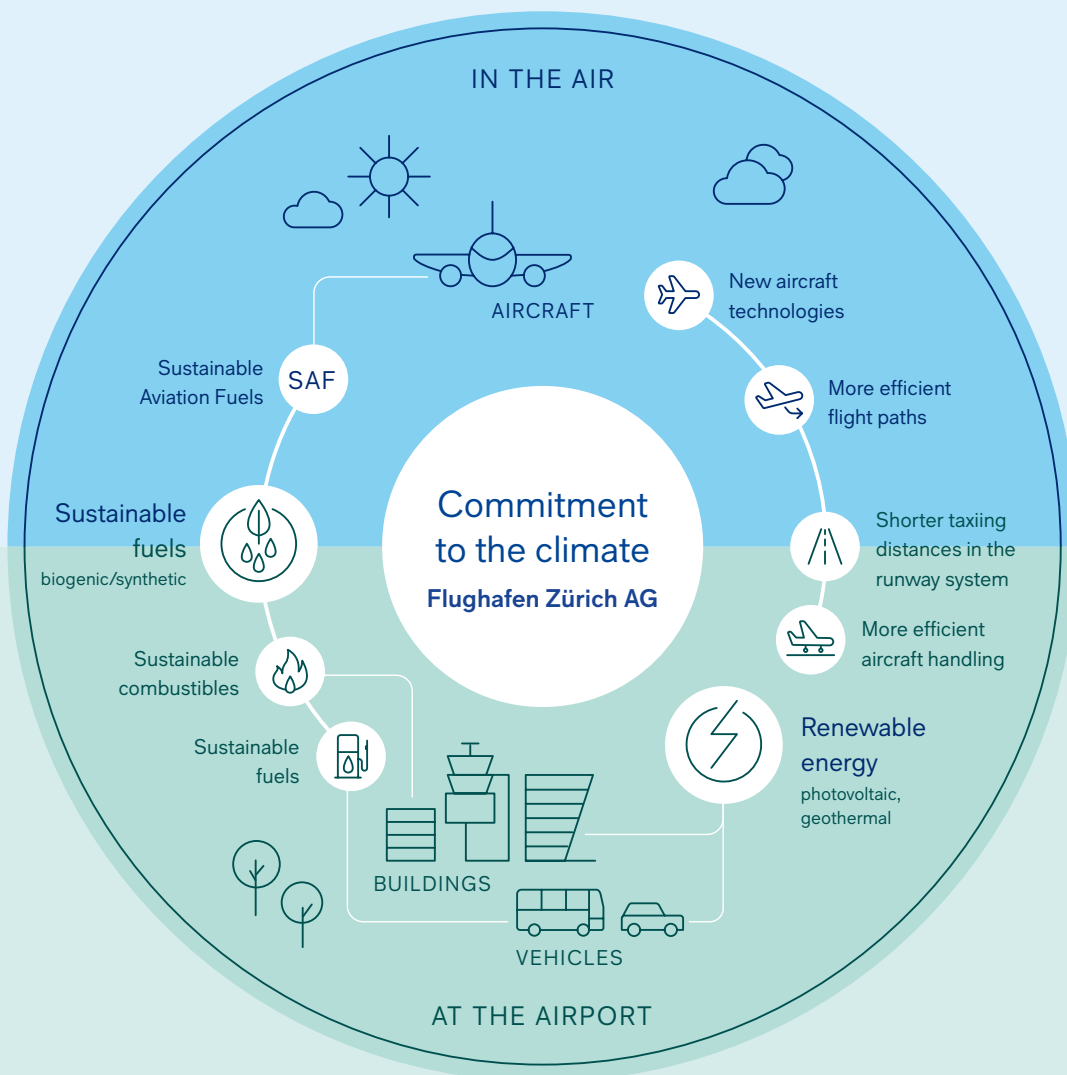 IN THE AIR
AIRCRAFT
New aircraft
technologies
Sustainable
Aviation Fuels
SAF
More efficient
flight paths
Sustainable
fuels
biogenic/synthetic
Commitment
to the climate
Flughafen Zürich AG
Shorter taxiing
distances in the
runway system
More efficient
aircraft handling
Sustainable
combustibles
Sustainable
fuels
Renewable
energy
photovoltaic,
geothermal
BUILDINGS
VEHICLES
AT THE AIRPORT